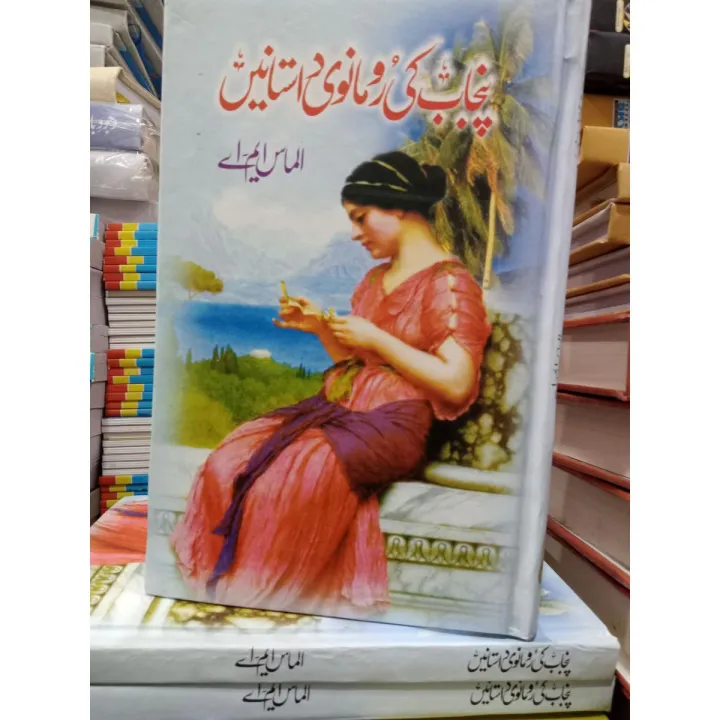 پنجاب کی رومانوی داستانیں
الماس ایم۔اے
پنجاب کی رومانوی داستانیں الماس ایم۔اے
پنجاب کی رومانوی داستانیں الماس ایم۔اے